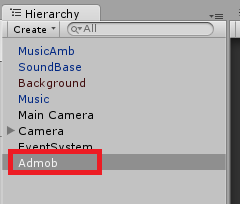 Hierarchy
Create All
MusicAmb
SoundBase
Background
Music
Main Camera
Camera
EventSystem
Admob